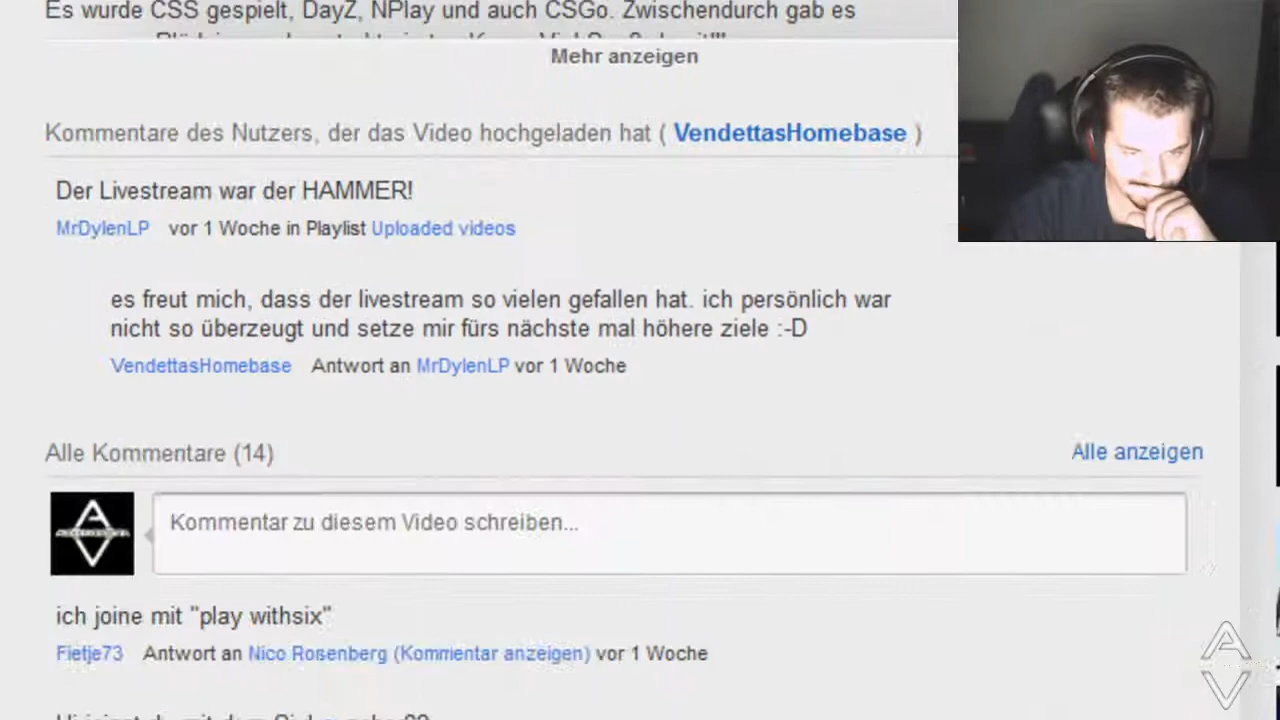 Es wurde CSS gespielt, DayZ, NPlay und auch CSGo. Zwischendurch gab es
Mehr anzeigen
Kommentare des Nutzers, der das Video hochgeladen hat ( VendettasHomebase )
Der Livestream war der HAMMER!
MrDylenLP vor 1 Woche in Playlist Uploaded videos
es freut mich, dass der livestream so vielen gefallen hat. ich persönlich war
nicht so überzeugt und setze mir fürs nächste mal höhere ziele :-D
VendettasHomebase Antwort an MrDylenLP vor 1 Woche
Alle Kommentare (14)
Alle anzeigen
Kommentar zu diesem Video schreiben...
ich joine mit "play withsix"
Fietje73 Antwort an Nico Rosenberg (Kommentar anzeigen) vor 1 Woche